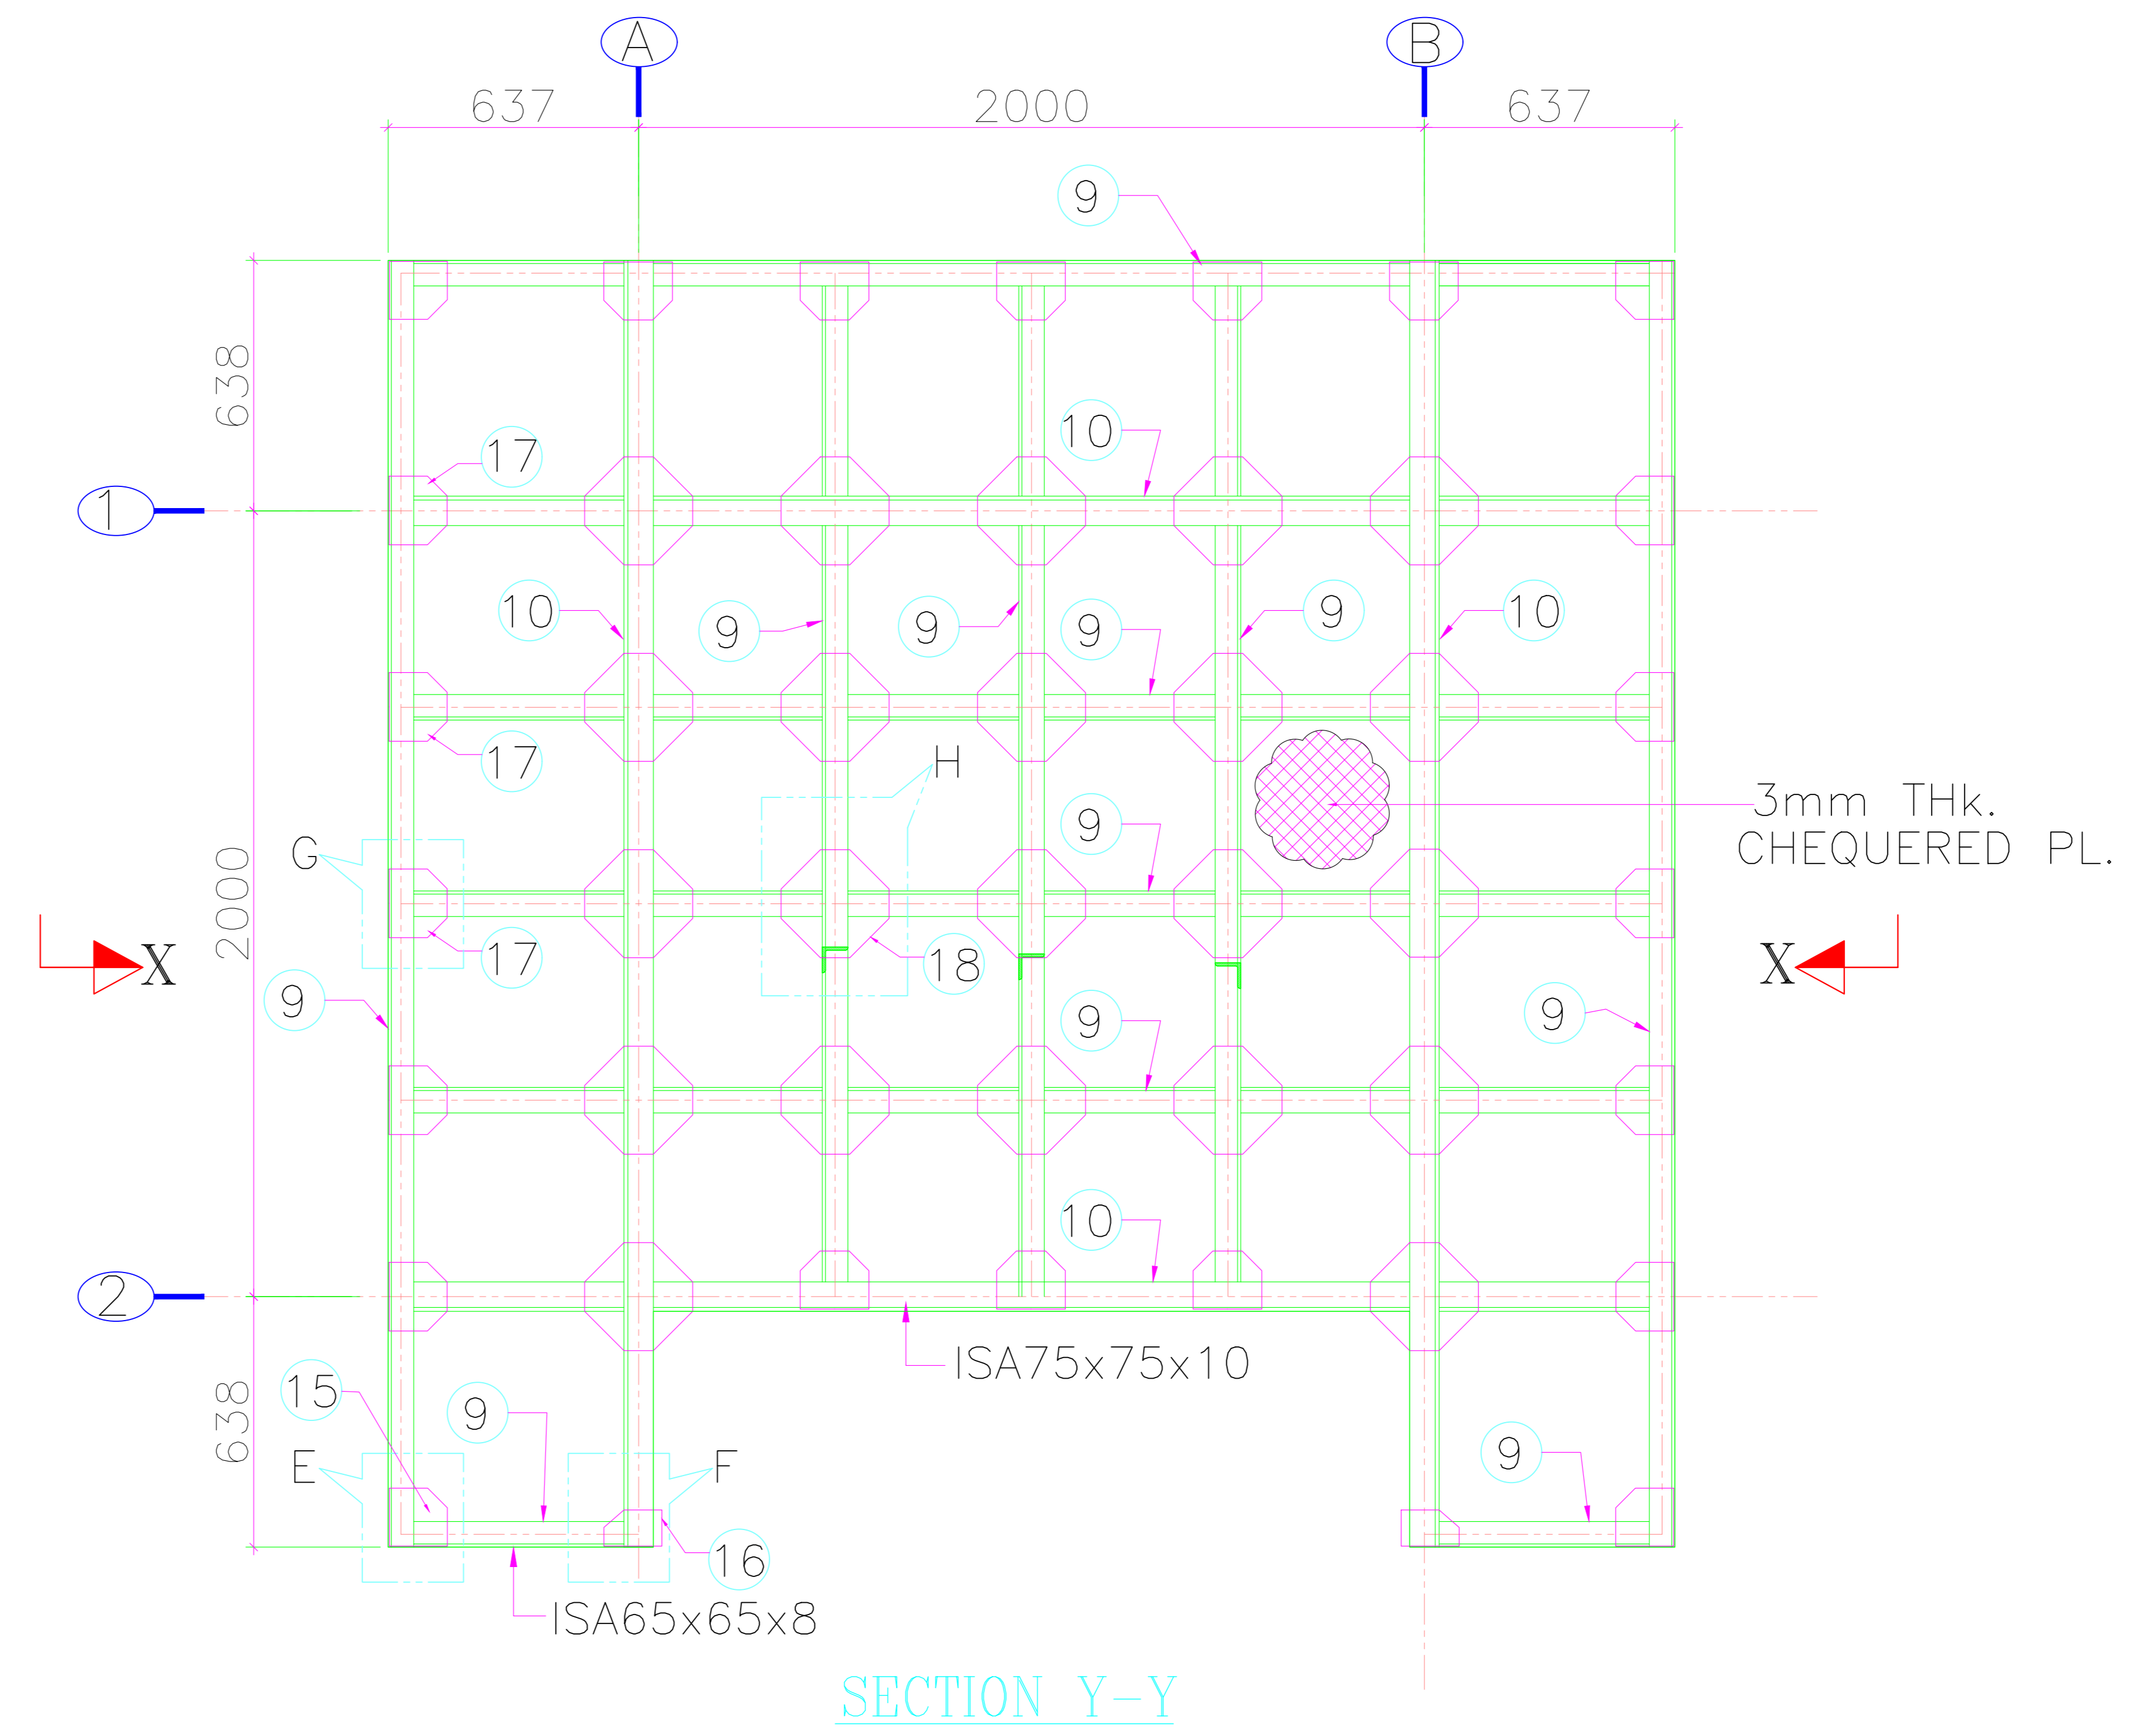 A
B
637
2000
637
9
638
17
10
1
10
9
9
9
9
10
17
H
9
3mm THk.
CHEQUERED PL.
G
2000
17
18
X
X
9
9
9
10
2
ISA75x75x10
638
15
9
9
E
F
16
ISA65x65x8
SECTION Y-Y